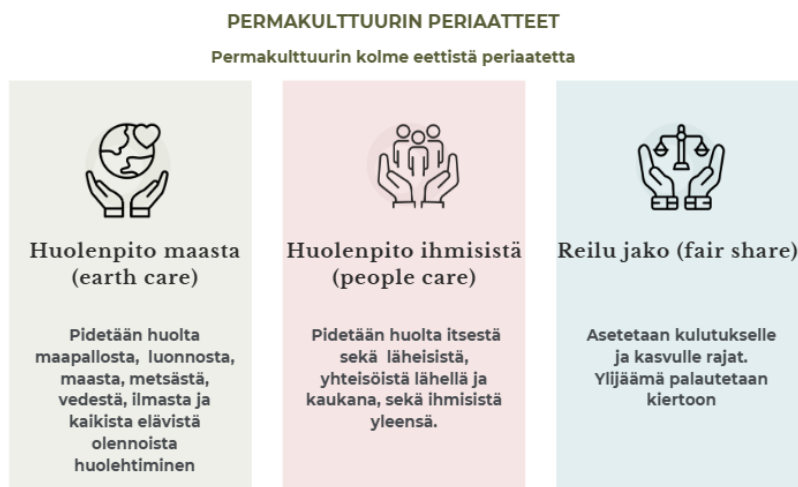 PERMAKULTTUURIN PERIAATTEET
Permakulttuurin kolme eettistä periaatetta
Huolenpito maasta
(earth care)
Pidetään huolta
maapallosta, luonnosta,
maasta, metsästä,
vedestä, ilmasta ja
kaikista elävistä
olennoista
huolehtiminen
Huolenpito ihmisistä
(people care)
Pidetään huolta itsestä
sekä läheisistä,
yhteisöistä lähellä ja
kaukana, sekä ihmisistä
yleensä.
Reilu jako (fair share)
Asetetaan kulutukselle
ja kasvulle rajat.
Ylijäämä palautetaan
kiertoon